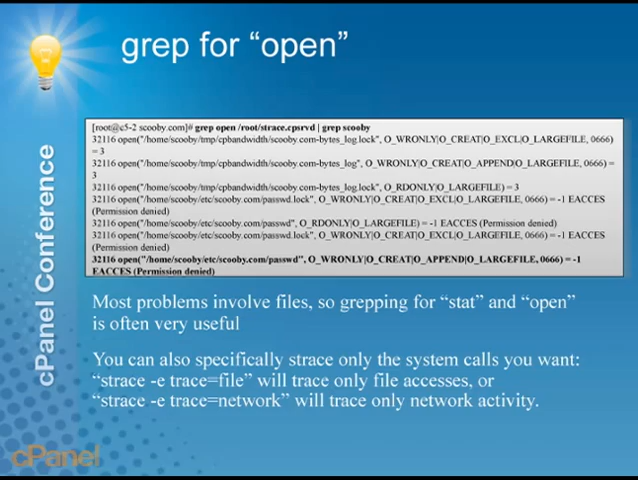 grep for “open”
[root@c5-2 scooby.com]# grep open /root/strace.cpsrvd | grep scooby
32116 open("/home/scooby/tmp/cpbandwidth/scooby.com-bytes_log.lock", O_WRONLY|O_CREAT|O_EXCL|O_LARGEFILE, 0666)
= 3
32116 open("/home/scooby/tmp/cpbandwidth/scooby.com-bytes_log", O_WRONLY|O_CREAT|O_APPEND|O_LARGEFILE, 0666) =
3
32116 open("/home/scooby/tmp/cpbandwidth/scooby.com-bytes_log.lock", O_RDONLY|O_LARGEFILE) = 3
32116 open("/home/scooby/etc/scooby.com/passwd.lock", O_WRONLY|O_CREAT|O_EXCL|O_LARGEFILE, 0666) = -1 EACCES
(Permission denied)
32116 open("/home/scooby/etc/scooby.com/passwd", O_RDONLY|O_LARGEFILE) = -1 EACCES (Permission denied)
32116 open("/home/scooby/etc/scooby.com/passwd.lock", O_WRONLY|O_CREAT|O_EXCL|O_LARGEFILE, 0666) = -1 EACCES
(Permission denied)
32116 open("/home/scooby/etc/scooby.com/passwd", O_WRONLY|O_CREAT|O_APPEND|O_LARGEFILE, 0666) = -1
EACCES (Permission denied)
Most problems involve files, so grepping for “stat” and “open”
is often very useful
You can also specifically strace only the system calls you want:
“strace -e trace=file” will trace only file accesses, or
“strace -e trace=network” will trace only network activity.
cPanel Conference
cPanel